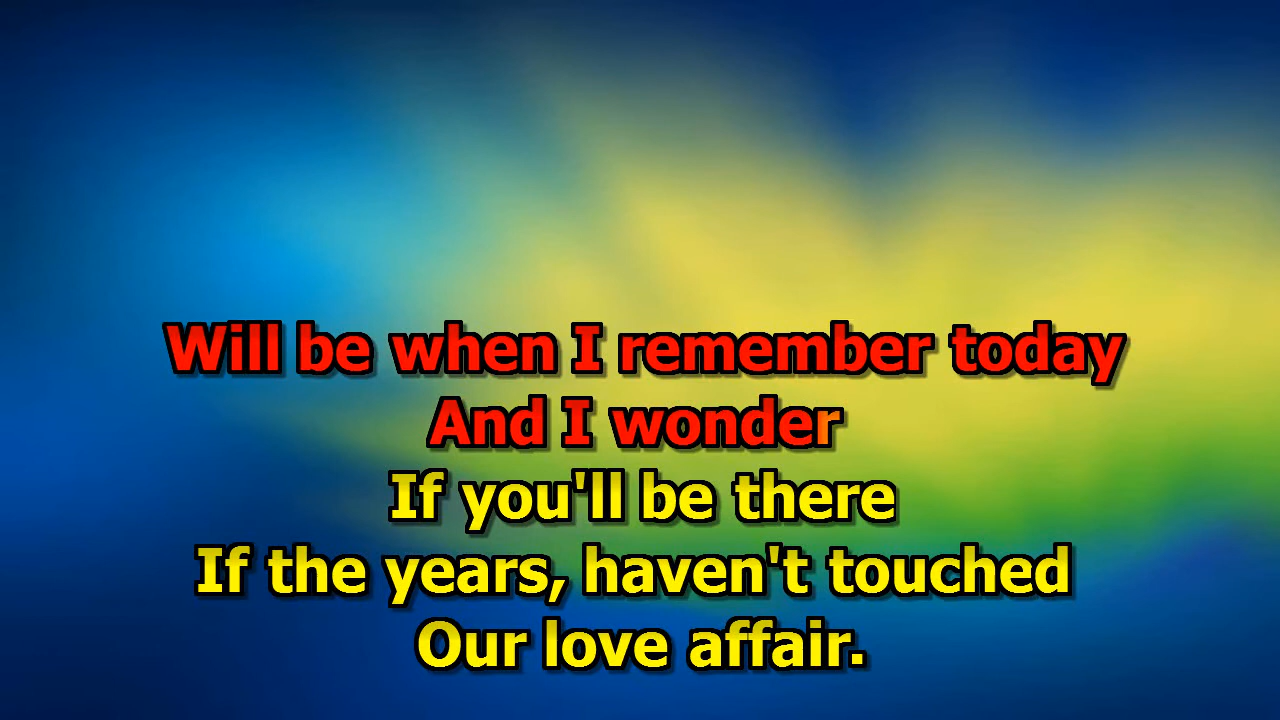 Will be when I remember today
And I wonder
If you'll be there
If the years, haven't touched
Our love affair.